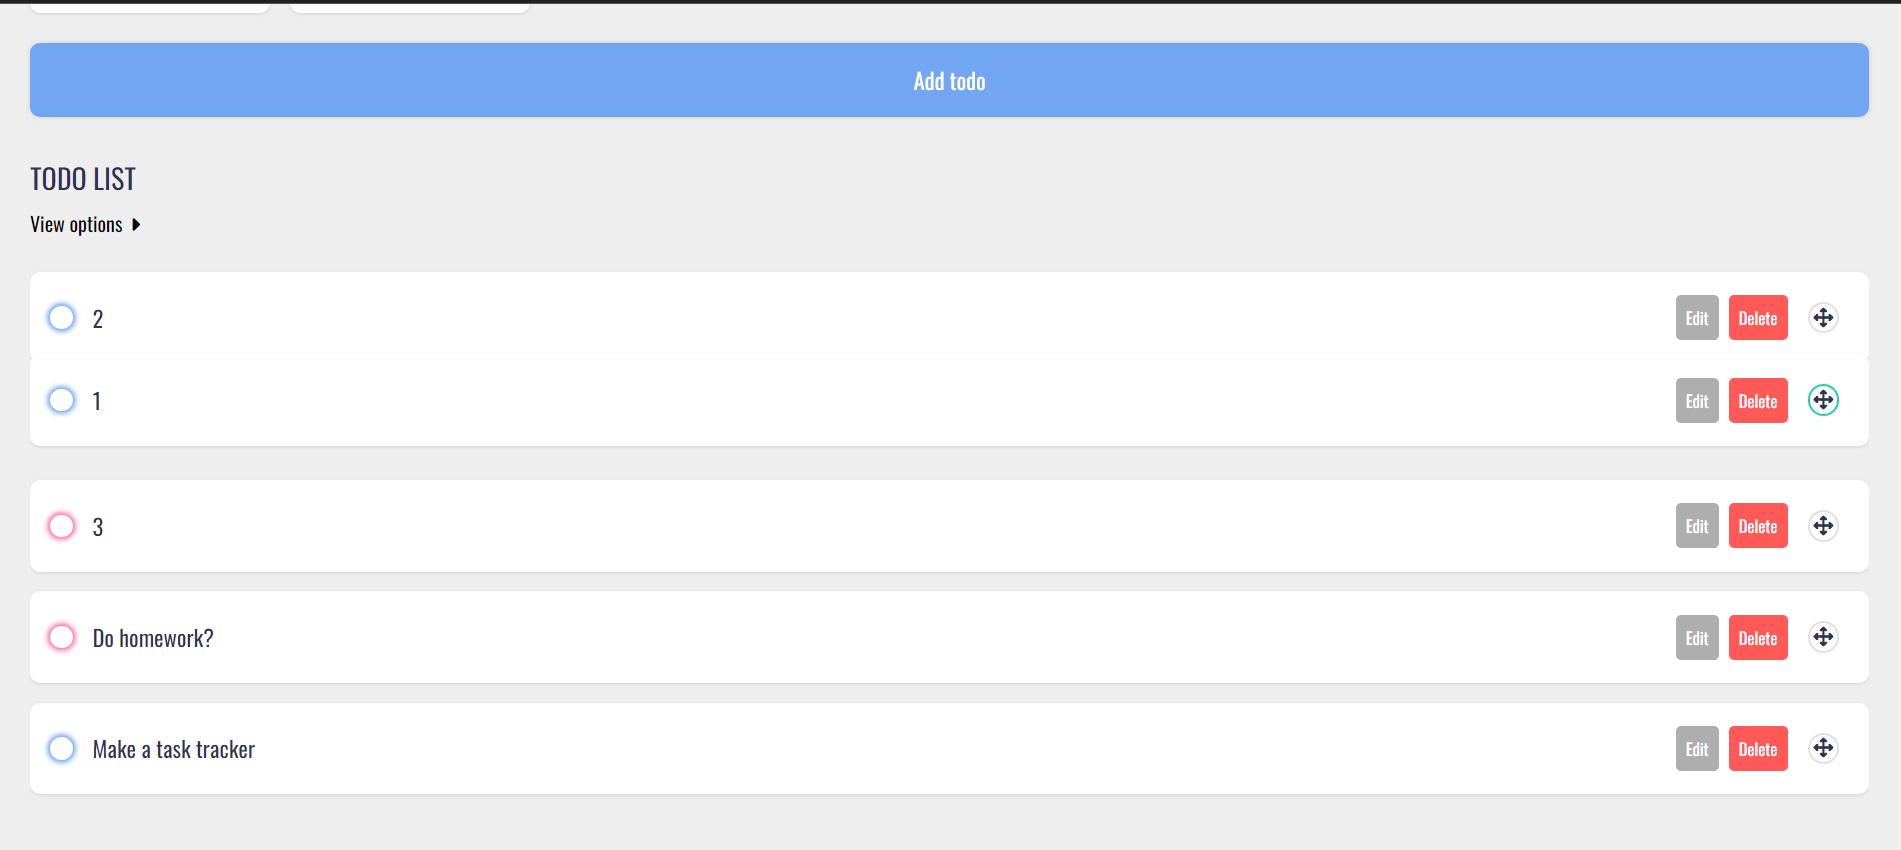 Add todo
TODO LIST
View options
2 Edit Delete
1 Edit Delete
3 Edit Delete
Do homework? Edit Delete
Make a task tracker Edit Delete